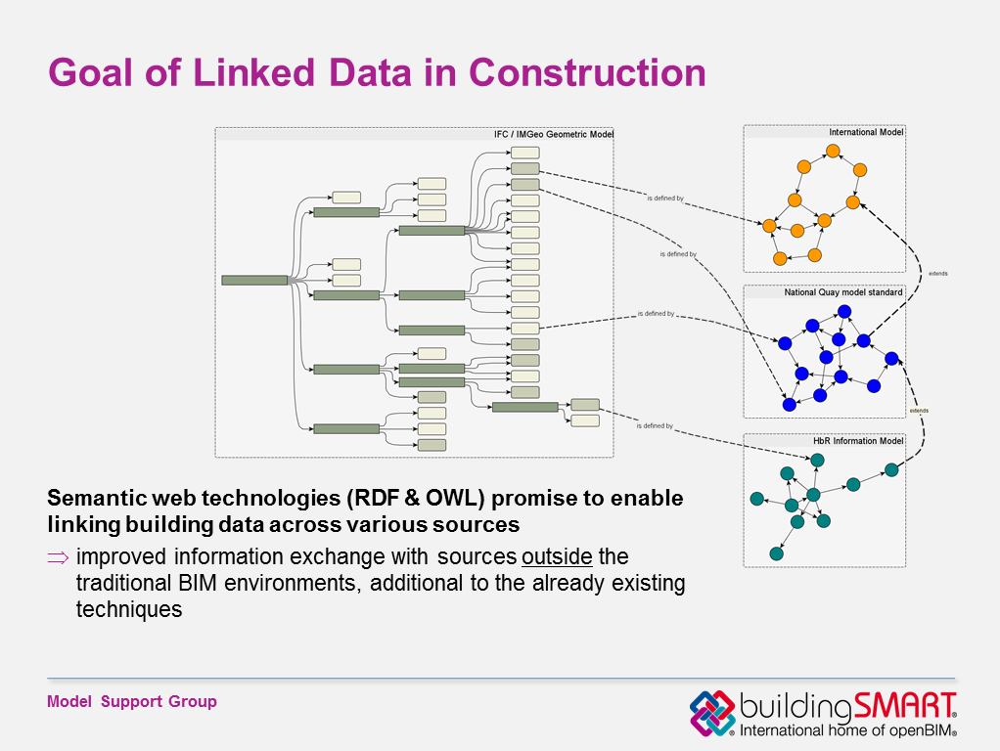 Goal of Linked Data in Construction
IFC / IMGeo Geometric Model
International Model
is defined by
is defined by
extends
National Quay model standard
is defined by
extends
is defined by
HbR Information Model
Semantic web technologies (RDF & OWL) promise to enable
linking building data across various sources
⇒ improved information exchange with sources outside the
traditional BIM environments, additional to the already existing
techniques
Model Support Group
buildingSMART®
® International home of openBIM®